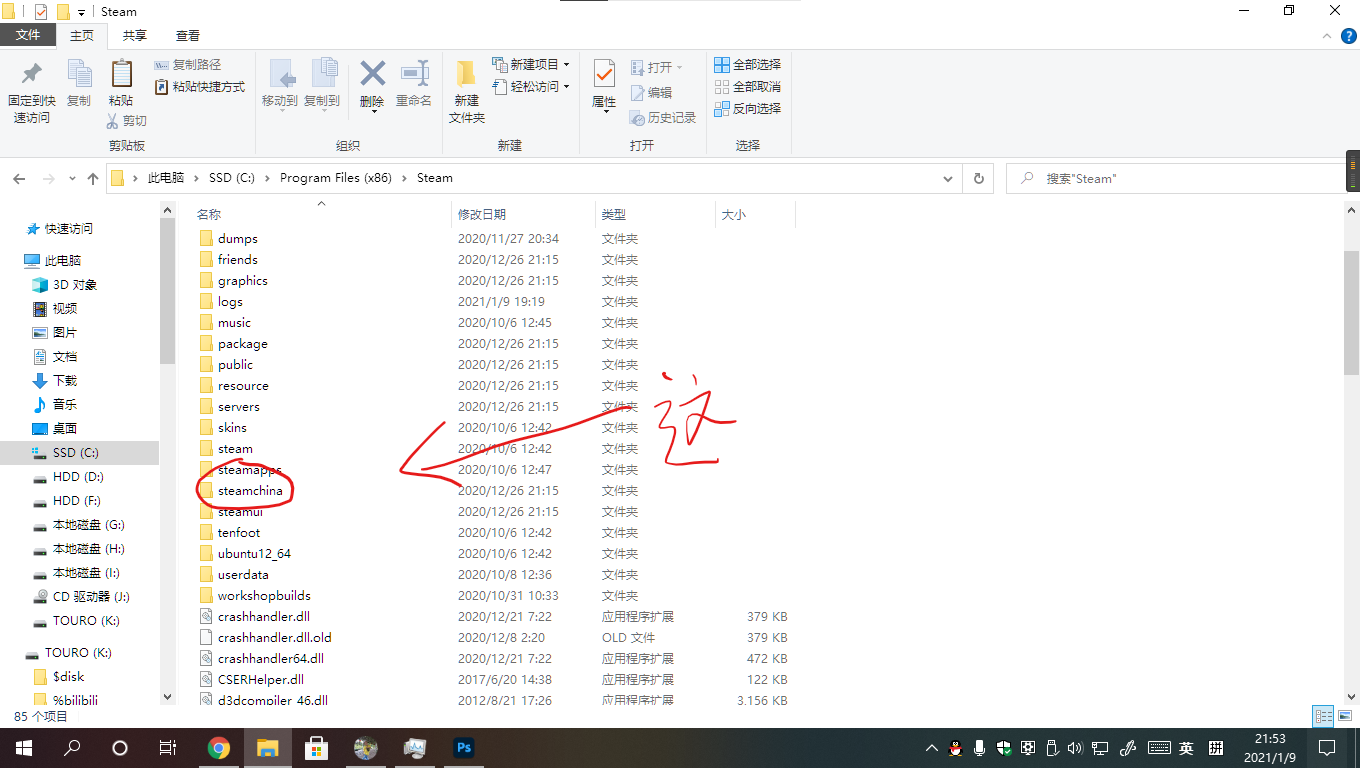 Steam
文件 主页 共享 查看
固定到快速访问
复制
粘贴
复制路径
粘贴快捷方式
剪切
剪贴板
移动到
复制到
删除
重命名
组织
新建文件夹
新建项目
轻松访问
新建
属性
打开
编辑
历史记录
打开
全部选择
全部取消
反向选择
选择
此电脑 › SSD (C:) › Program Files (x86) › Steam
搜索"Steam"
快速访问
此电脑
3D 对象
视频
图片
文档
下载
音乐
桌面
SSD (C:)
HDD (D:)
HDD (F:)
本地磁盘 (G:)
本地磁盘 (H:)
本地磁盘 (I:)
CD 驱动器 (J:)
TOURO (K:)
TOURO (K:)
$disk
%bilibili
名称 修改日期 类型 大小
dumps 2020/11/27 20:34 文件夹
friends 2020/12/26 21:15 文件夹
graphics 2020/12/26 21:15 文件夹
logs 2021/1/9 19:19 文件夹
music 2020/10/6 12:45 文件夹
package 2020/12/26 21:15 文件夹
public 2020/12/26 21:15 文件夹
resource 2020/12/26 21:15 文件夹
servers 2020/12/26 21:15 文件夹
skins 2020/10/6 12:42 文件夹
steam 2020/10/6 12:42 文件夹
steamapps 2020/10/6 12:47 文件夹
steamchina 2020/12/26 21:15 文件夹
steamui 2020/12/26 21:15 文件夹
tenfoot 2020/10/6 12:42 文件夹
ubuntu12_64 2020/10/6 12:42 文件夹
userdata 2020/10/8 12:36 文件夹
workshopbuilds 2020/10/31 10:33 文件夹
crashhandler.dll 2020/12/21 7:22 应用程序扩展 379 KB
crashhandler.dll.old 2020/12/8 2:20 OLD 文件 379 KB
crashhandler64.dll 2020/12/21 7:22 应用程序扩展 472 KB
CSERHelper.dll 2017/6/20 14:38 应用程序扩展 122 KB
d3dcompiler_46.dll 2012/8/21 17:26 应用程序扩展 3,156 KB
这
85 个项目
Ps
英
拼
21:53
2021/1/9